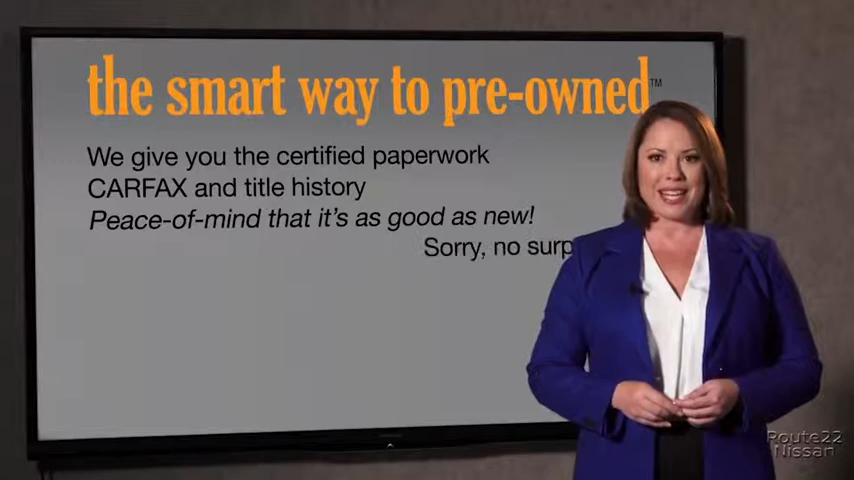 the smart way to pre-owned™
We give you the certified paperwork
CARFAX and title history
Peace-of-mind that it's as good as new!
Sorry, no surp
Route22
Nissan